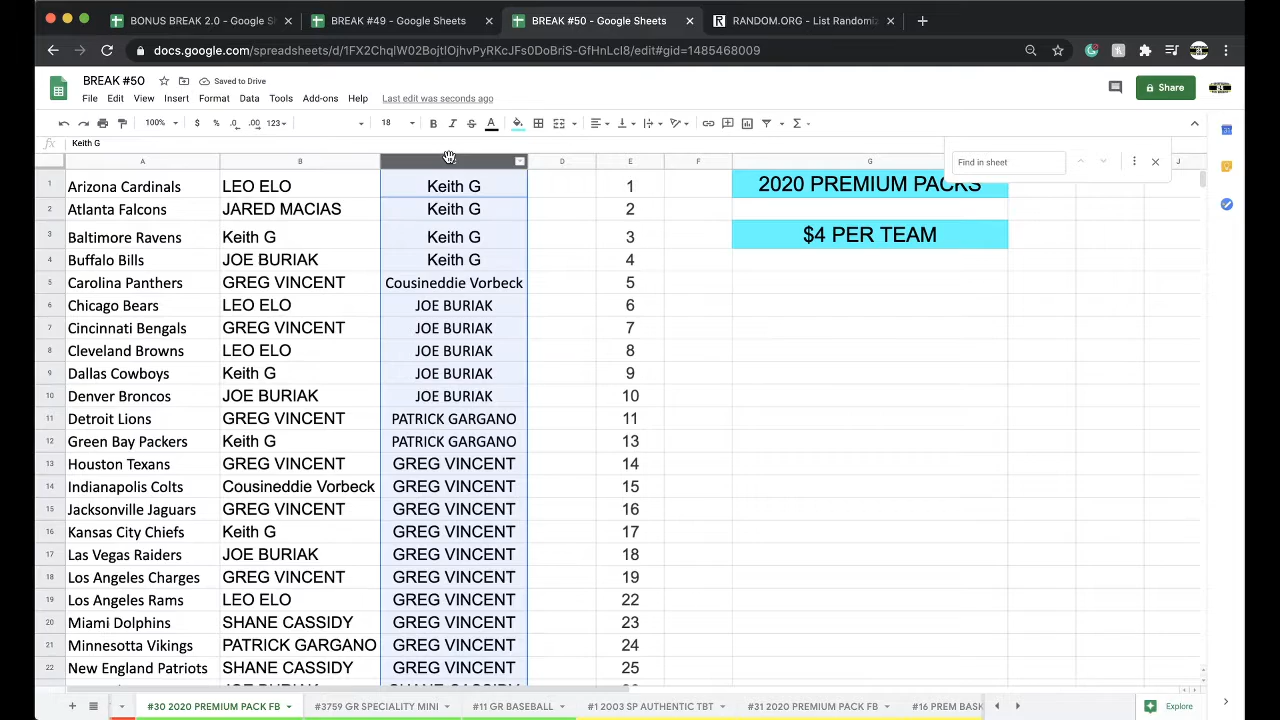 BONUS BREAK 2.0 - Google Sh
BREAK #49 - Google Sheets
BREAK #50 - Google Sheets
RANDOM.ORG - List Randomiz
BREAK #50
Saved to Drive
File Edit View Insert Format Data Tools Add-ons Help Last edit was seconds ago
Share
100% $ % .0 .00 123 18 B I S A
fx Keith G
Find in sheet
A B D E F G J
1 Arizona Cardinals LEO ELO Keith G 1 2020 PREMIUM PACKS
2 Atlanta Falcons JARED MACIAS Keith G 2
3 Baltimore Ravens Keith G Keith G 3 $4 PER TEAM
4 Buffalo Bills JOE BURIAK Keith G 4
5 Carolina Panthers GREG VINCENT Cousineddie Vorbeck 5
6 Chicago Bears LEO ELO JOE BURIAK 6
7 Cincinnati Bengals GREG VINCENT JOE BURIAK 7
8 Cleveland Browns LEO ELO JOE BURIAK 8
9 Dallas Cowboys Keith G JOE BURIAK 9
10 Denver Broncos JOE BURIAK JOE BURIAK 10
11 Detroit Lions GREG VINCENT PATRICK GARGANO 11
12 Green Bay Packers Keith G PATRICK GARGANO 13
13 Houston Texans GREG VINCENT GREG VINCENT 14
14 Indianapolis Colts Cousineddie Vorbeck GREG VINCENT 15
15 Jacksonville Jaguars GREG VINCENT GREG VINCENT 16
16 Kansas City Chiefs Keith G GREG VINCENT 17
17 Las Vegas Raiders JOE BURIAK GREG VINCENT 18
18 Los Angeles Charges GREG VINCENT GREG VINCENT 19
19 Los Angeles Rams LEO ELO GREG VINCENT 22
20 Miami Dolphins SHANE CASSIDY GREG VINCENT 23
21 Minnesotta Vikings PATRICK GARGANO GREG VINCENT 24
22 New England Patriots SHANE CASSIDY GREG VINCENT 25
#30 2020 PREMIUM PACK FB
#3759 GR SPECIALITY MINI
#11 GR BASEBALL
#1 2003 SP AUTHENTIC TBT
#31 2020 PREMIUM PACK FB
#16 PREM BASK
Explore